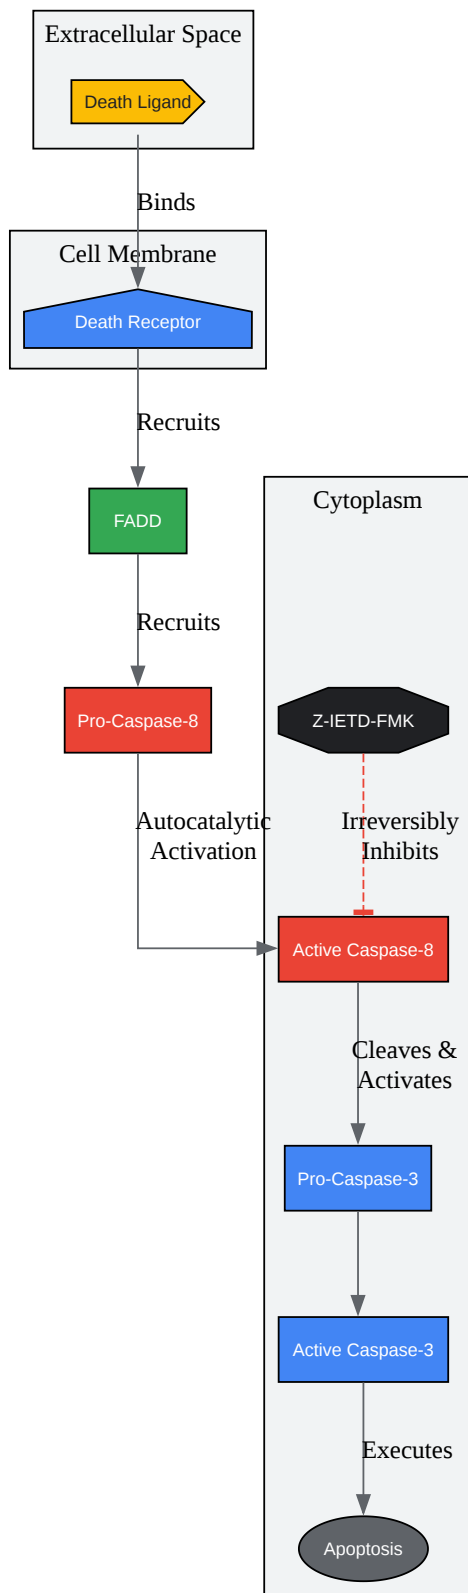 Extracellular Space
Death Ligand
Binds
Cell Membrane
Death Receptor
Recruits
FADD
Cytoplasm
Recruits
Pro-Caspase-8
Z-IETD-FMK
Autocatalytic
Activation
Irreversibly
Inhibits
Active Caspase-8
Cleaves &
Activates
Pro-Caspase-3
Active Caspase-3
Executes
Apoptosis